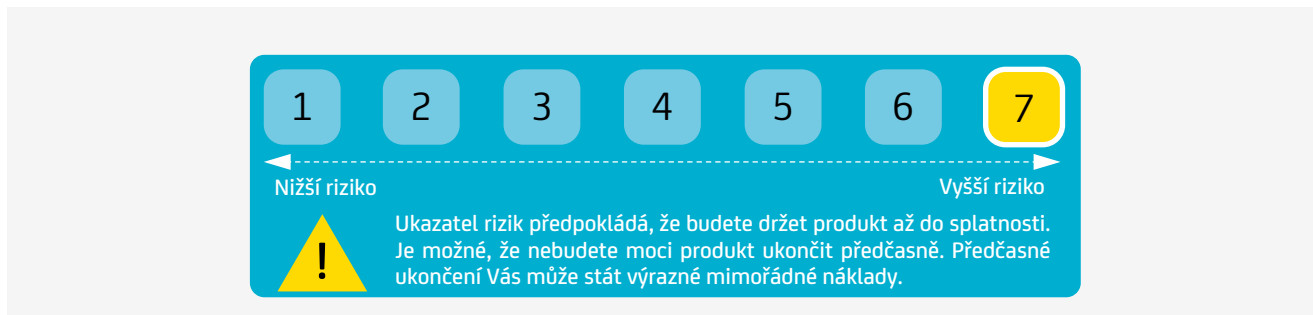 1 2 3 4 5 6 7
Nižší riziko Vyšší riziko
Ukazatel rizik předpokládá, že budete držet produkt až do splatnosti.
Je možné, že nebudete moci produkt ukončit předčasně. Předčasné
! ukončení Vás může stát výrazné mimořádné náklady.